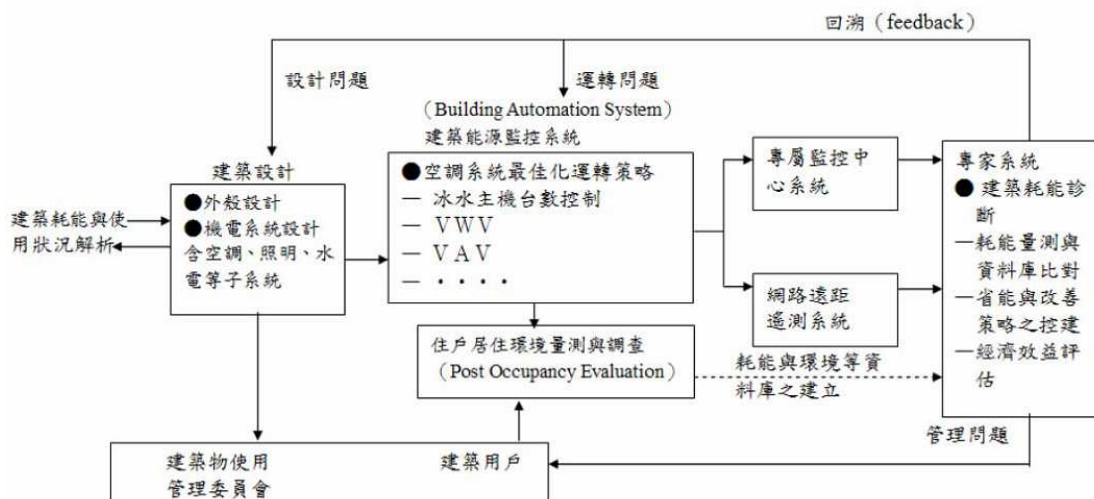 回溯（feedback）
設計問題
運轉問題
（Building Automation System）
建築能源監控系統
建築設計
●外殼設計
●機電系統設計
含空調、照明、水
電等子系統
建築耗能與使
用狀況解析
●空調系統最佳化運轉策略
— 冰水主機台數控制
— ＶＷＶ
— ＶＡＶ
— ・・・・
專屬監控中
心系統
網路遠距
遙測系統
專家系統
● 建築耗能診
斷
—耗能量測與
資料庫比對
—省能與改善
策略之控建
—經濟效益評
估
住戶居住環境量測與調查
（Post Occupancy Evaluation）
耗能與環境等資
料庫之建立
管理問題
建築物使用
管理委員會
建築用戶